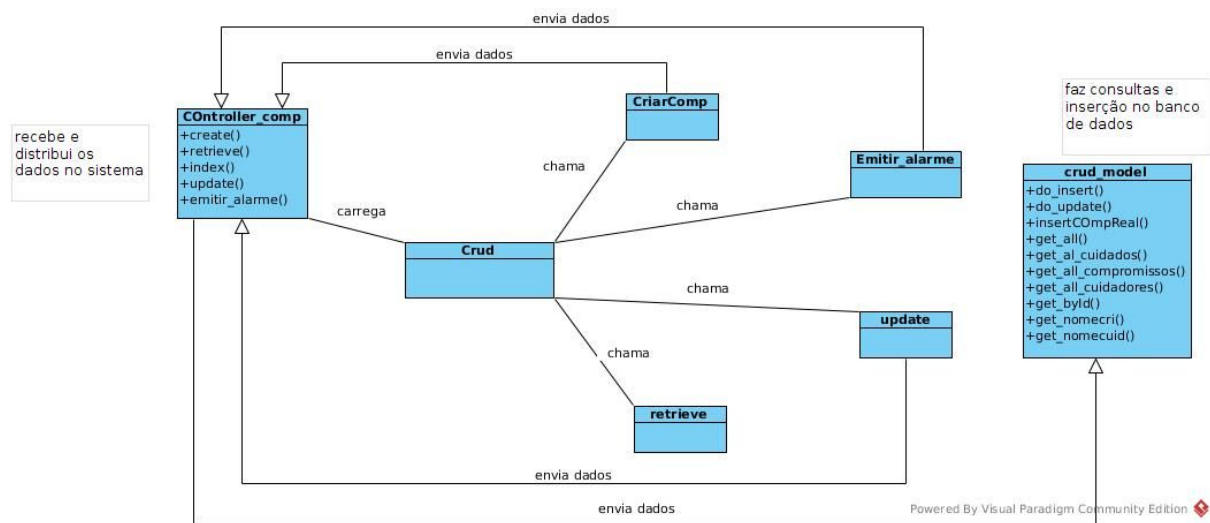 envia dados
envia dados
faz consultas e
inserção no banco
de dados
recebe e
distribui os
dados no sistema
COntroller_comp
+create()
+retrieve()
+index()
+update()
+emitir_alarme()
CriarComp
chama
Emitir_alarme
chama
carrega
Crud
crud_model
+do_insert()
+do_update()
+insertCOmpReal()
+get_all()
+get_al_cuidados()
+get_all_compromissos()
+get_all_cuidadores()
+get_byId()
+get_nomecri()
+get_nomecuid()
chama
update
chama
retrieve
envia dados
envia dados
Powered By Visual Paradigm Community Edition